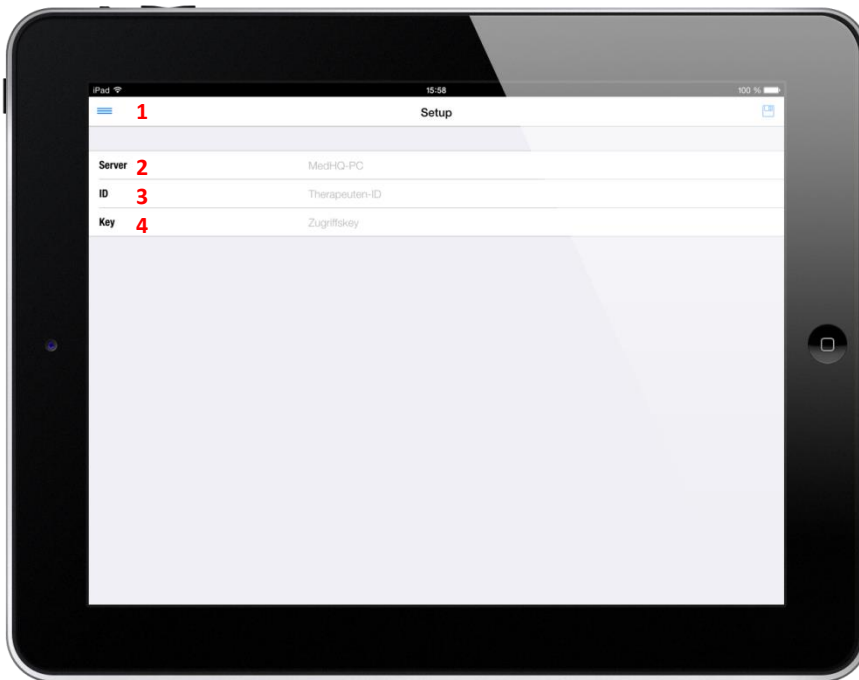 iPad 15:58 100 %
1 Setup
Server 2 MedHQ-PC
ID 3 Therapeuten-ID
Key 4 Zugriffskey